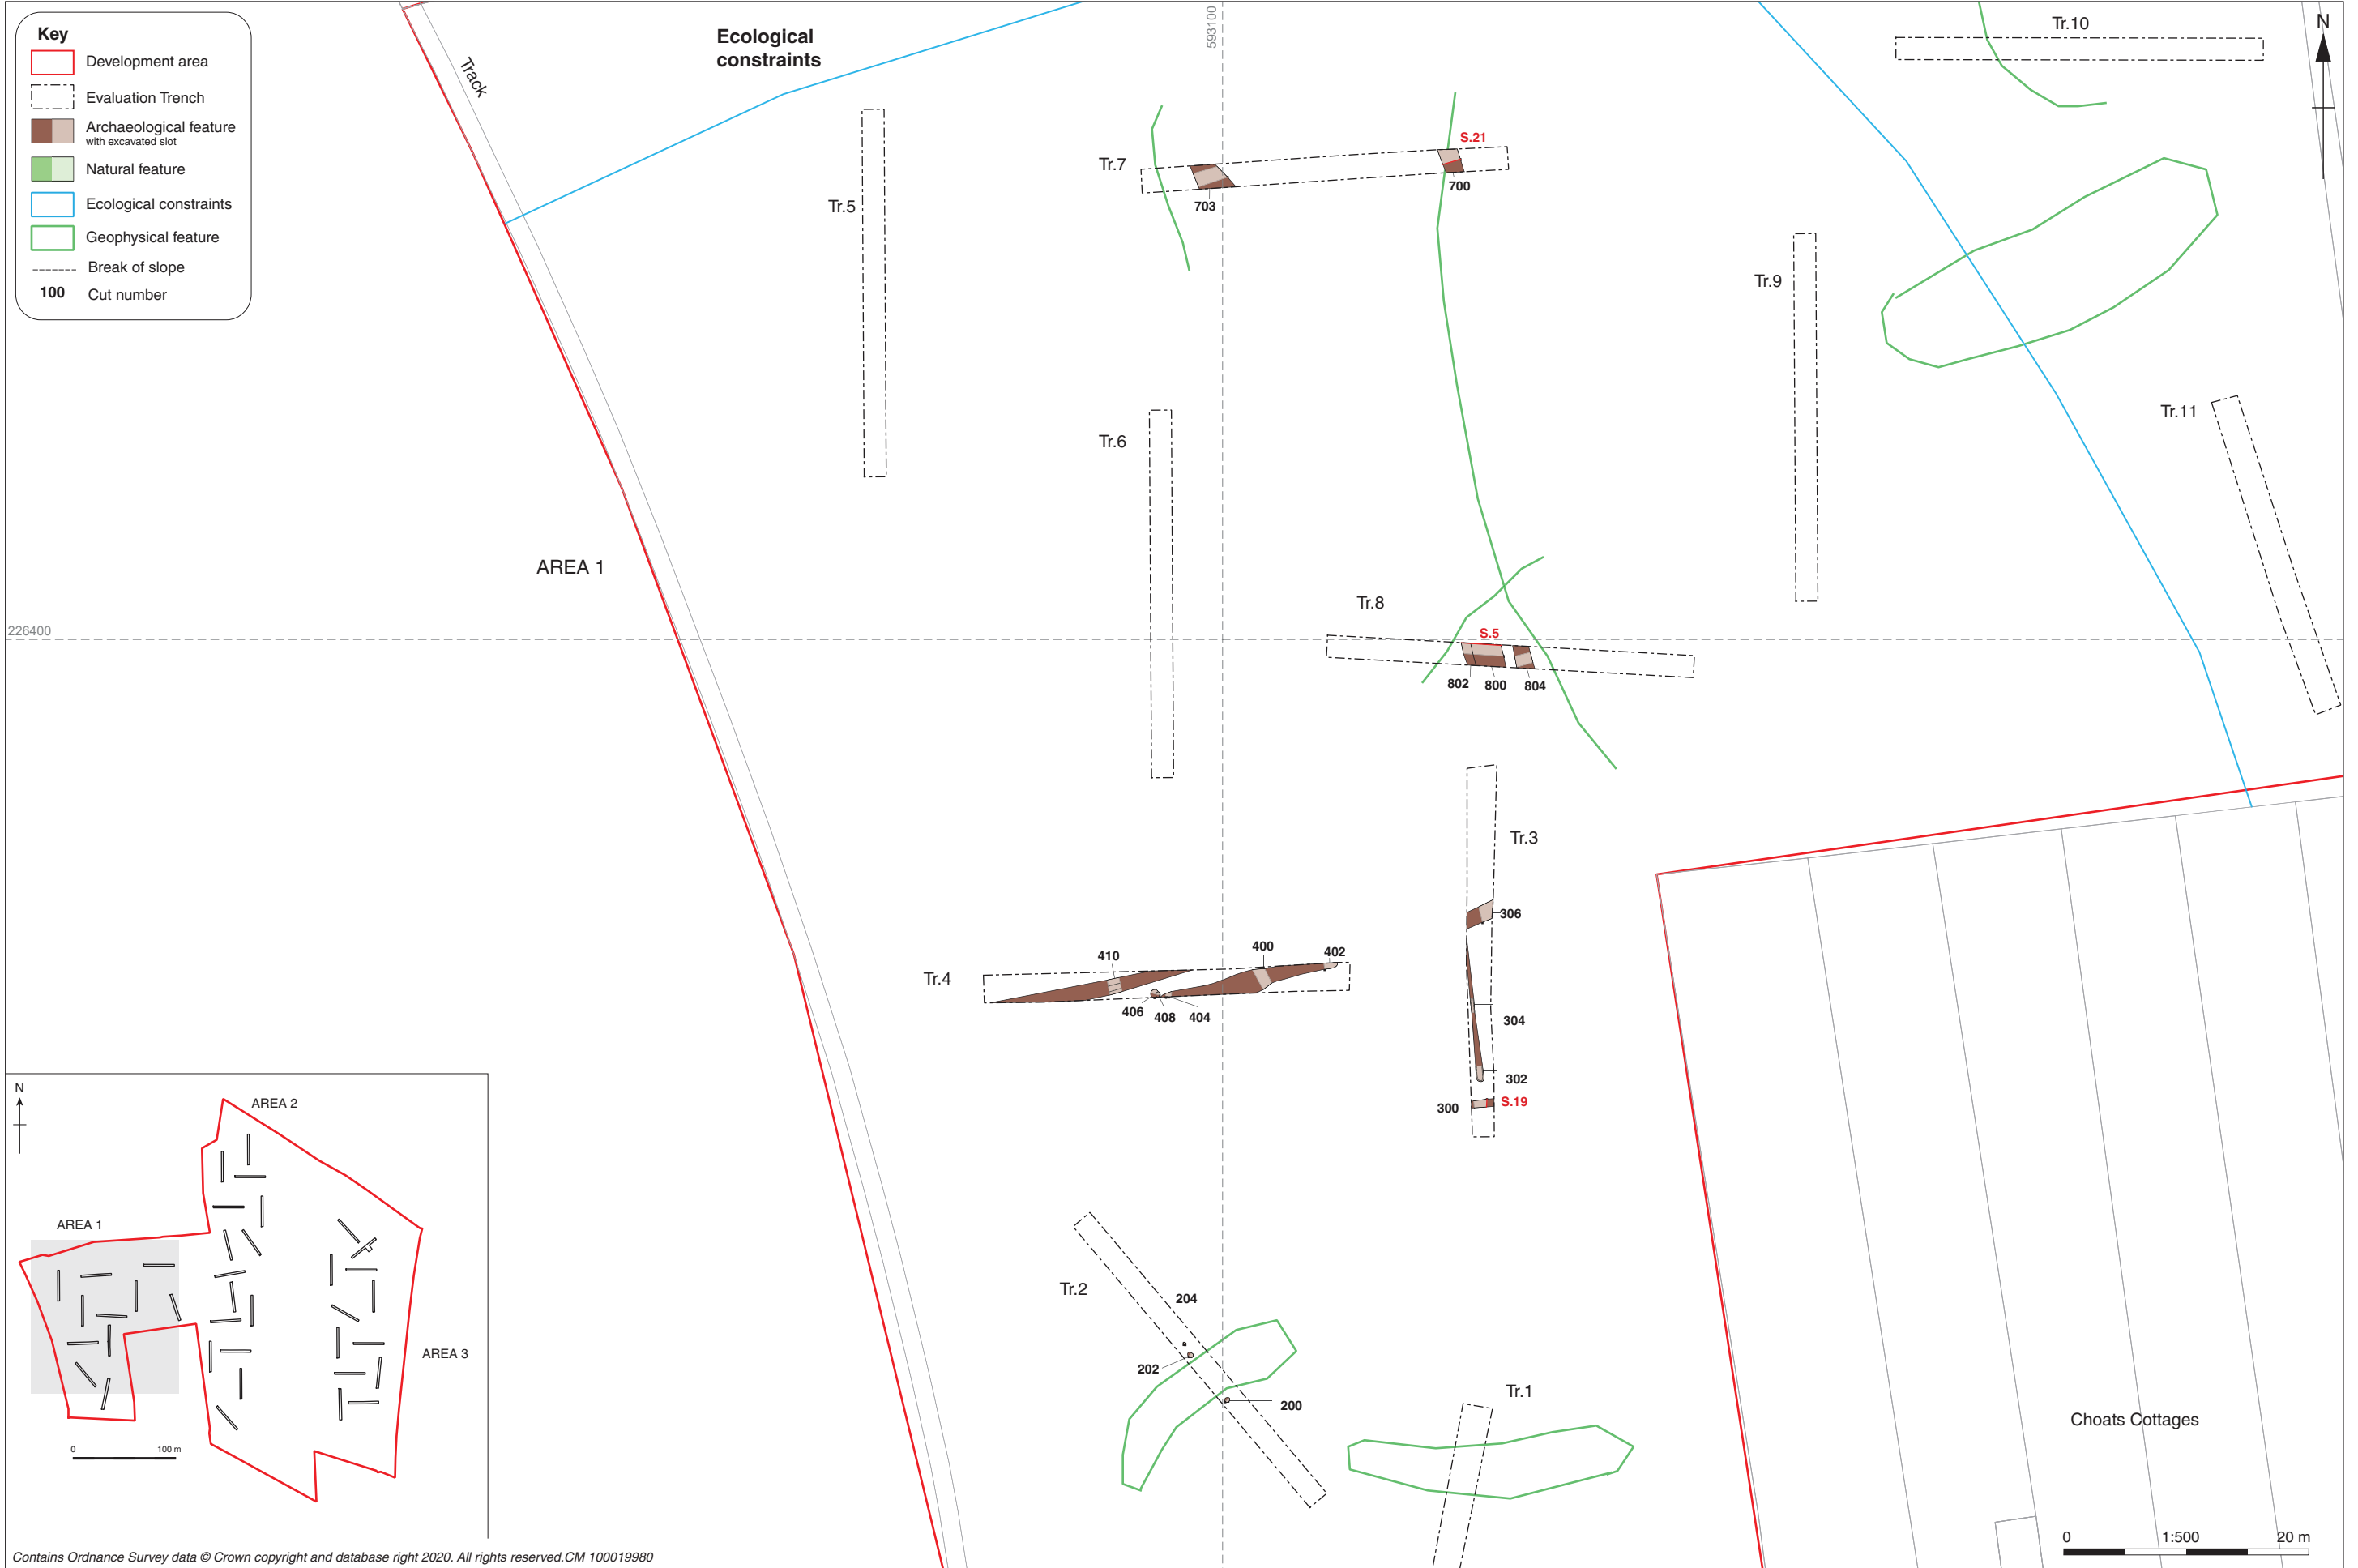 Key
Development area
Evaluation Trench
Archaeological feature
with excavated slot
Natural feature
Ecological constraints
Geophysical feature
Break of slope
100 Cut number
Track
Ecological
constraints
593100
Tr.10
N
S.21
Tr.7
700
Tr.5
703
Tr.9
Tr.11
Tr.6
AREA 1
Tr.8
226400
S.5
802 800 804
Tr.3
306
400
402
410
Tr.4
406 408 404
304
302
300
S.19
N
AREA 2
AREA 1
AREA 3
0 100 m
Tr.2
204
202
200
Tr.1
Choats Cottages
0 1:500 20 m
Contains Ordnance Survey data © Crown copyright and database right 2020. All rights reserved.CM 100019980